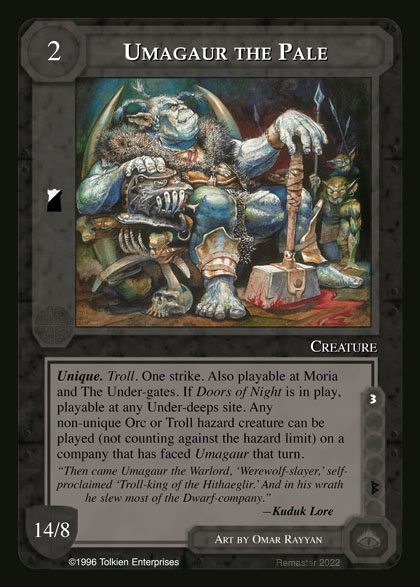 2
UMAGAUR THE PALE
CREATURE
Unique. Troll. One strike. Also playable at Moria
and The Under-gates. If Doors of Night is in play,
playable at any Under-deeps site. Any
non-unique Orc or Troll hazard creature can be
played (not counting against the hazard limit) on a
company that has faced Umagaur that turn.
3
“Then came Umagaur the Warlord, ‘Werewolf-slayer,’ self-
proclaimed ‘Troll-king of the Hithaeglir.’ And in his wrath
he slew most of the Dwarf-company.”
—Kuduk Lore
14/8
ART BY OMAR RAYYAN
©1996 Tolkien Enterprises
Remaster 2022